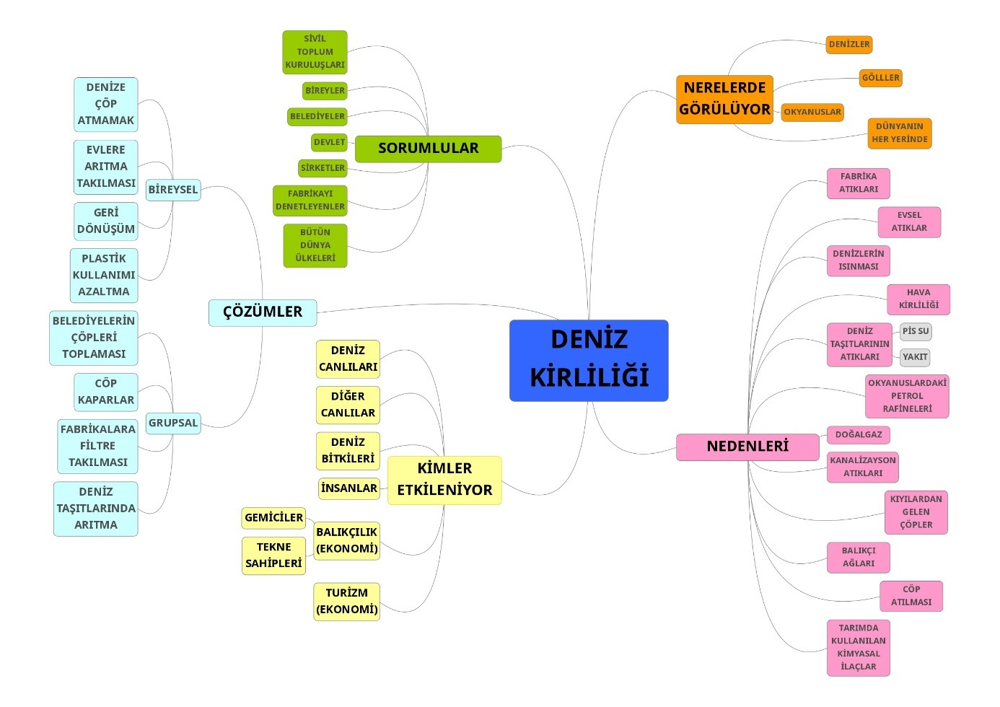 DENİZ
KİRLİLİĞİ
NERELERDE
GÖRÜLÜYOR
DENİZLER
GÖLLLER
OKYANUSLAR
DÜNYANIN
HER YERİNDE
NEDENLERİ
FABRİKA
ATIKLARI
EVSEL
ATIKLAR
DENİZLERİN
ISINMASI
HAVA
KİRLİLİĞİ
DENİZ
TAŞITLARININ
ATIKLARI
PİS SU
YAKIT
OKYANUSLARDAKİ
PETROL
RAFİNELERİ
DOĞALGAZ
KANALİZAYSON
ATIKLARI
KIYILARDAN
GELEN
ÇÖPLER
BALIKÇI
AĞLARI
CÖP
ATILMASI
TARIMDA
KULLANILAN
KİMYASAL
İLAÇLAR
SORUMLULAR
SİVİL
TOPLUM
KURULUŞLARI
BİREYLER
BELEDİYELER
DEVLET
SİRKETLER
FABRİKAYI
DENETLEYENLER
BÜTÜN
DÜNYA
ÜLKELERİ
ÇÖZÜMLER
BİREYSEL
DENİZE
ÇÖP
ATMAMAK
EVLERE
ARITMA
TAKILMASI
GERİ
DÖNÜŞÜM
PLASTİK
KULLANIMI
AZALTMA
GRUPSAL
BELEDİYELERİN
ÇÖPLERİ
TOPLAMASI
CÖP
KAPARLAR
FABRİKALARA
FİLTRE
TAKILMASI
DENİZ
TAŞITLARINDA
ARITMA
KİMLER
ETKİLENİYOR
DENİZ
CANLILARI
DİĞER
CANLILAR
DENİZ
BİTKİLERİ
İNSANLAR
BALIKÇILIK
(EKONOMİ)
GEMİCİLER
TEKNE
SAHİPLERİ
TURİZM
(EKONOMİ)